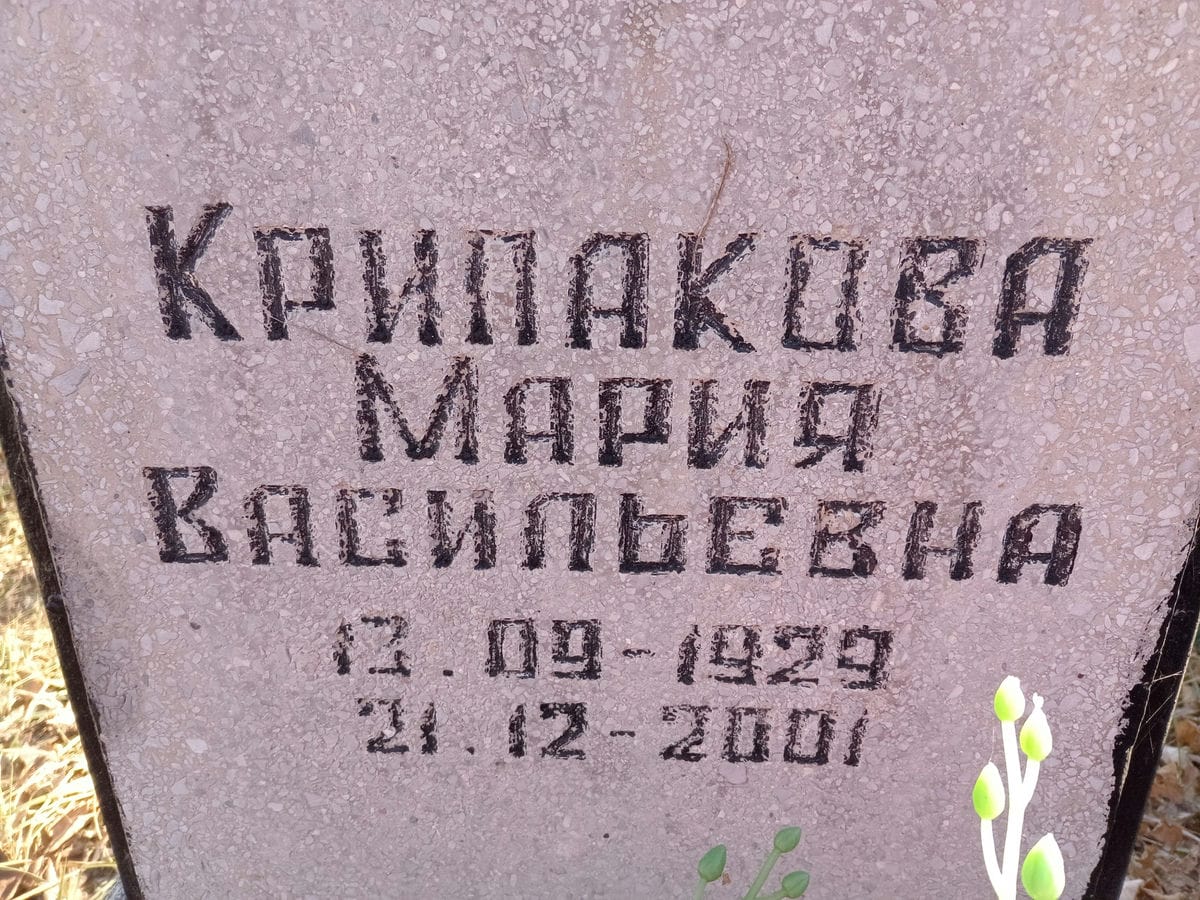 Крипакова
Мария
Васильевна
13.09-1929
21.12-2001